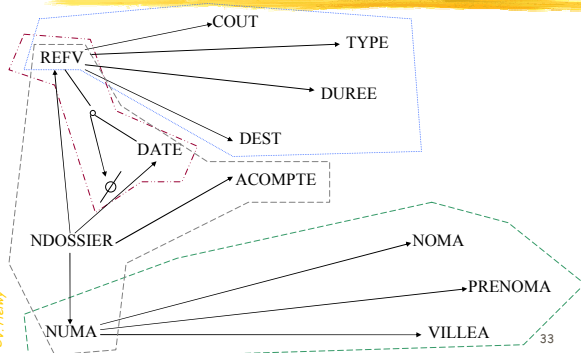 COUT
TYPE
REFV
DUREE
DEST
DATE
ACOMPTE
NDOSSIER
NOMA
PRENOMA
NUMA
VILLEA
33